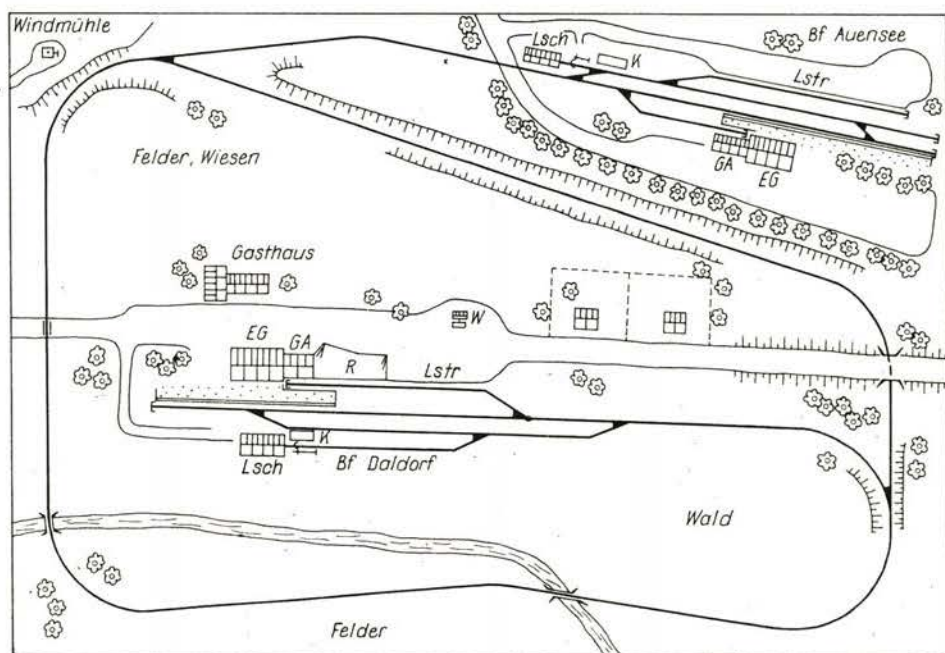 Windmühle
Lsch
K
Bf Auensee
Lstr
GA
EG
Felder, Wiesen
Gasthaus
W
EG
GA
R
Lstr
K
Lsch
Bf Daldorf
Wald
Felder